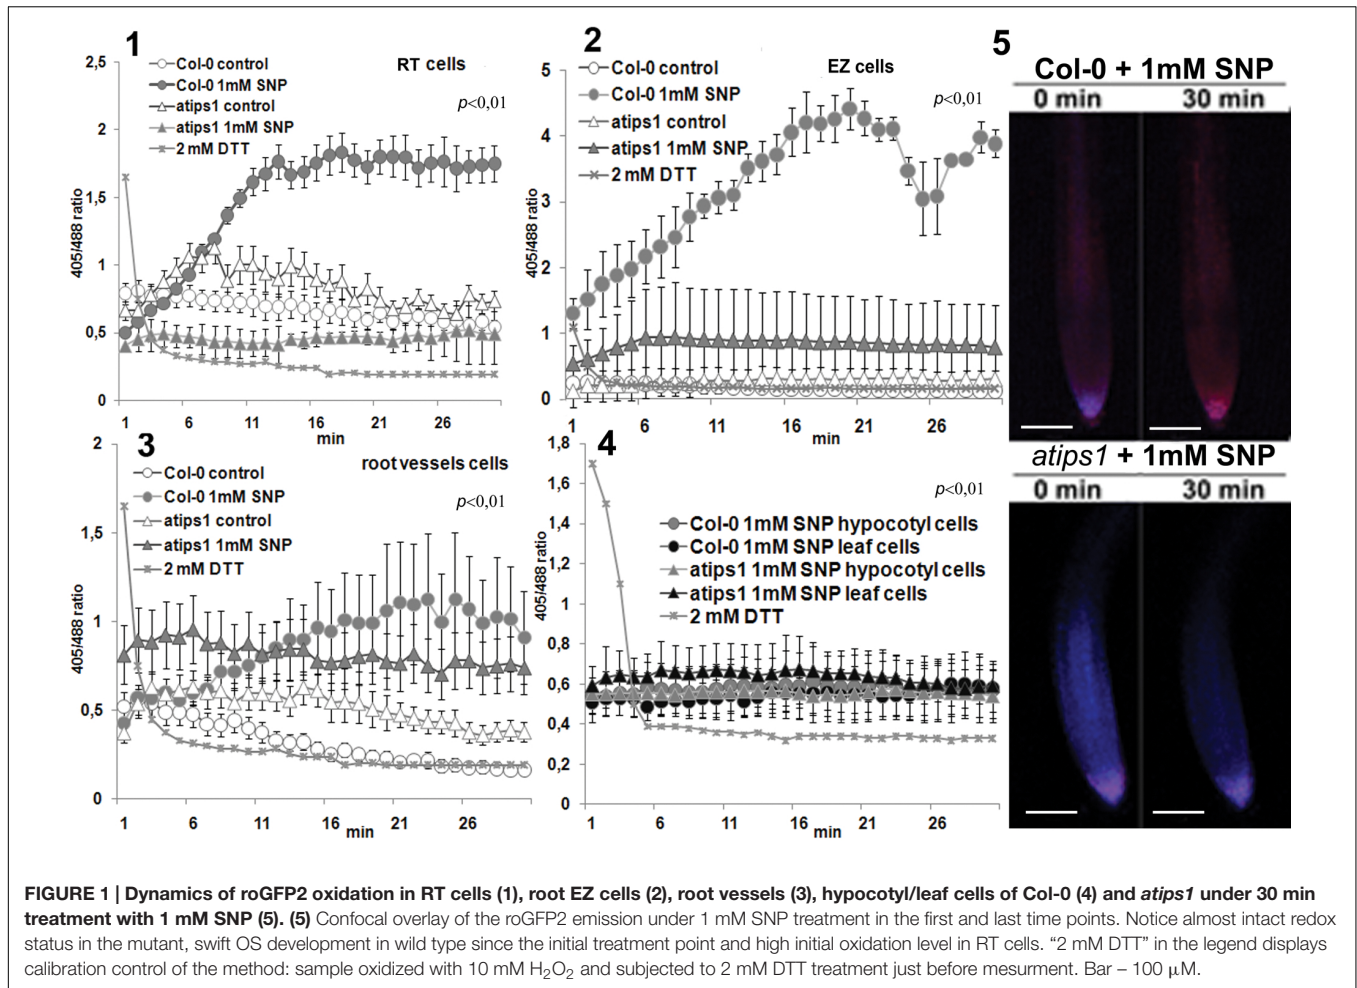 1
RT cells
Col-0 control
Col-0 1mM SNP
atips1 control
atips1 1mM SNP
2 mM DTT
p<0,01
405/488 ratio
2,5
2
1,5
1
0,5
0
1 6 11 16 21 26
min
2
EZ cells
Col-0 control
Col-0 1mM SNP
atips1 control
atips1 1mM SNP
2 mM DTT
p<0,01
405/488 ratio
5
4
3
2
1
0
1 6 11 16 21 26
min
3
root vessels cells
Col-0 control
Col-0 1mM SNP
atips1 control
atips1 1mM SNP
2 mM DTT
p<0,01
405/488 ratio
2
1,5
1
0,5
0
1 6 11 16 21 26
min
4
p<0,01
Col-0 1mM SNP hypocotyl cells
Col-0 1mM SNP leaf cells
atips1 1mM SNP hypocotyl cells
atips1 1mM SNP leaf cells
2 mM DTT
405/488 ratio
1,8
1,6
1,4
1,2
1
0,8
0,6
0,4
0,2
0
1 6 11 16 21 26
min
5
Col-0 + 1mM SNP
0 min 30 min
atips1 + 1mM SNP
0 min 30 min
FIGURE 1 | Dynamics of roGFP2 oxidation in RT cells (1), root EZ cells (2), root vessels (3), hypocotyl/leaf cells of Col-0 (4) and atips1 under 30 min
treatment with 1 mM SNP (5). (5) Confocal overlay of the roGFP2 emission under 1 mM SNP treatment in the first and last time points. Notice almost intact redox
status in the mutant, swift OS development in wild type since the initial treatment point and high initial oxidation level in RT cells. “2 mM DTT” in the legend displays
calibration control of the method: sample oxidized with 10 mM H₂O₂ and subjected to 2 mM DTT treatment just before mesurment. Bar – 100 μM.